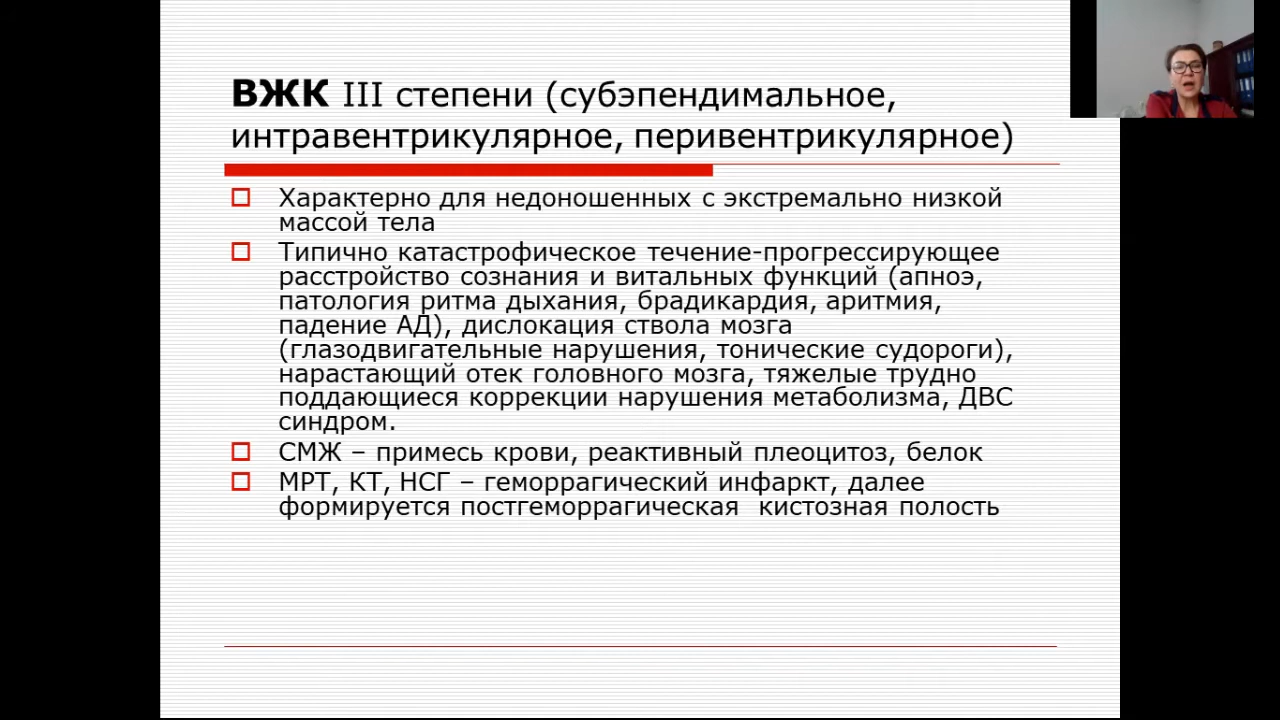 ВЖК III степени (субэпендимальное,
интравентрикулярное, перивентрикулярное)
Характерно для недоношенных с экстремально низкой
массой тела
Типично катастрофическое течение-прогрессирующее
расстройство сознания и витальных функций (апноэ,
патология ритма дыхания, брадикардия, аритмия,
падение АД), дислокация ствола мозга
(глазодвигательные нарушения, тонические судороги),
нарастающий отек головного мозга, тяжелые трудно
поддающиеся коррекции нарушения метаболизма, ДВС
синдром.
СМЖ – примесь крови, реактивный плеоцитоз, белок
МРТ, КТ, НСГ – геморрагический инфаркт, далее
формируется постгеморрагическая  кистозная полость